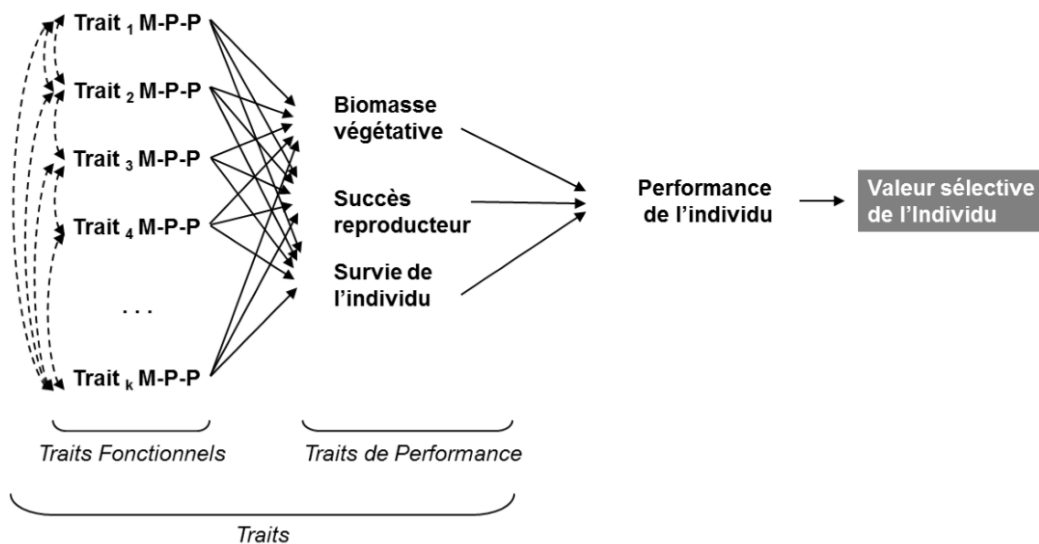 Trait 1 M-P-P
Trait 2 M-P-P
Trait 3 M-P-P
Trait 4 M-P-P
. . .
Trait k M-P-P
Biomasse
végétative
Succès
reproducteur
Survie de
l’individu
Performance
de l’individu
Valeur sélective
de l’Individu
Traits Fonctionnels
Traits de Performance
Traits